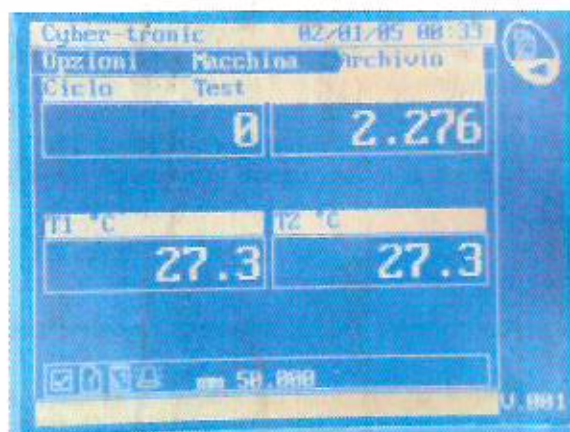 Cyber-tronic 02/01/05 00:33
Opzioni Macchina Archivio
Ciclo Test
0 2.276
T1 °C T2 °C
27.3 27.3
mm 50.000
V.001